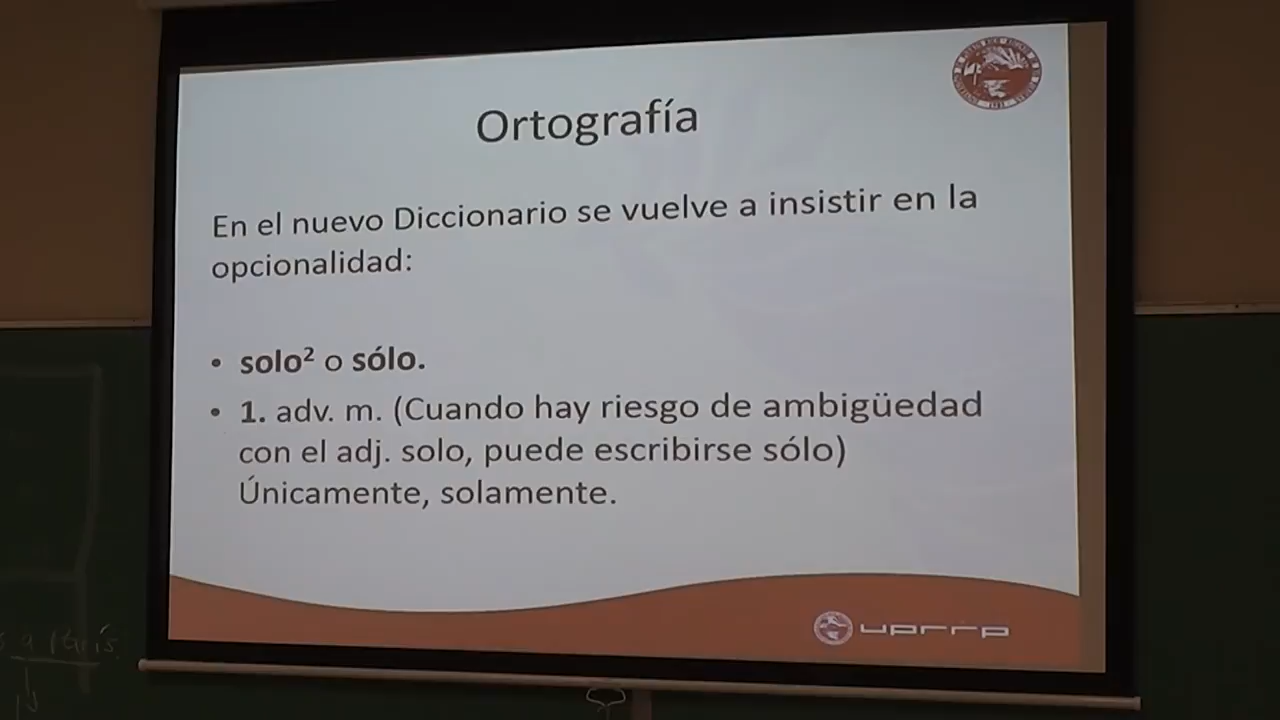 Ortografía
En el nuevo Diccionario se vuelve a insistir en la
opcionalidad:
• solo² o sólo.
• 1. adv. m. (Cuando hay riesgo de ambigüedad
con el adj. solo, puede escribirse sólo)
Únicamente, solamente.
uprrp